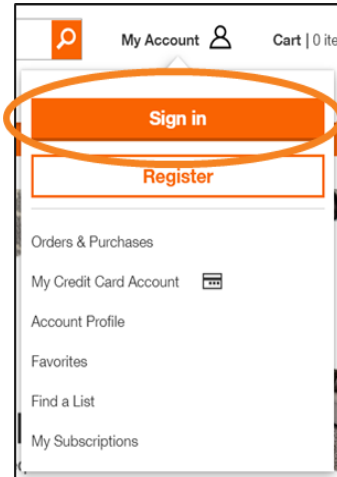 My Account Cart | 0 ite
Sign in
Register
Orders & Purchases
My Credit Card Account
Account Profile
Favorites
Find a List
My Subscriptions